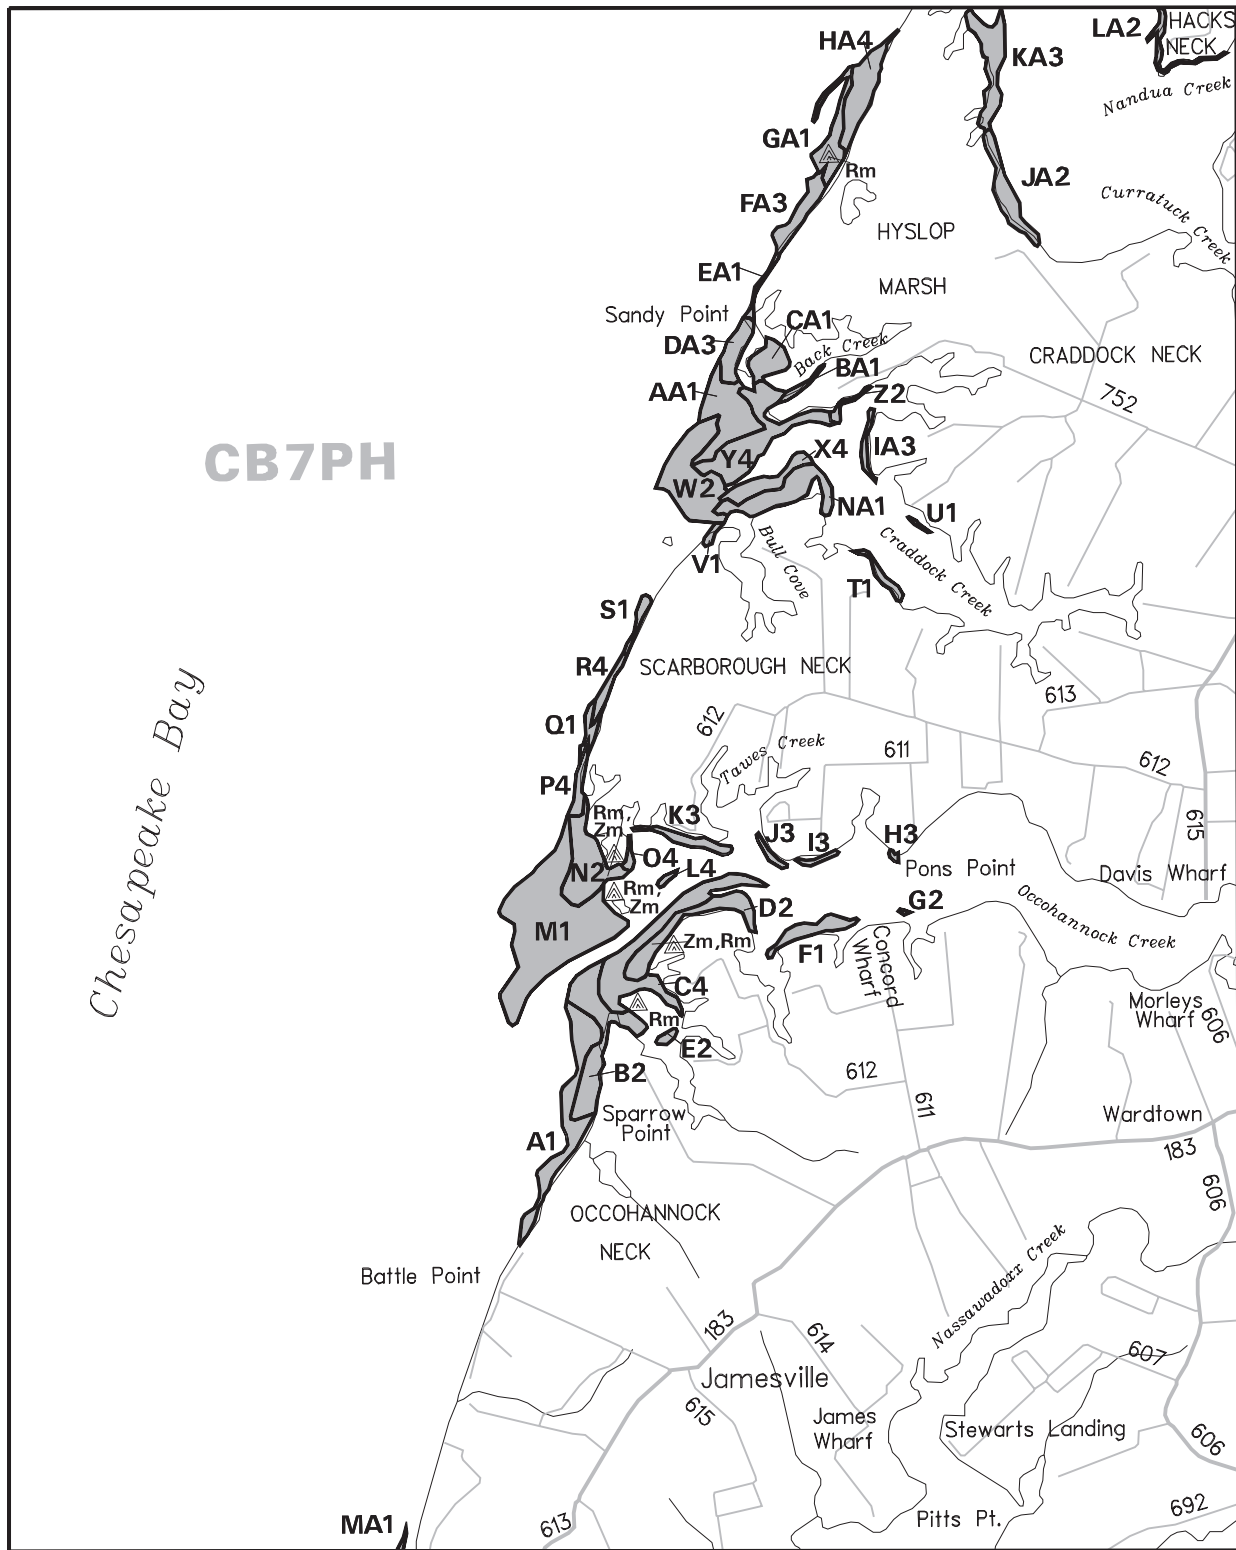 HA4
KA3
LA2
HACKS
NECK
Nandua Creek
GA1
Rm
JA2
FA3
Curratuck Creek
HYSLOP
MARSH
EA1
Sandy Point
CA1
DA3
Back Creek
BA1
CRADDOCK NECK
AA1
Z2
752
CB7PH
Y4
X4
IA3
W2
NA1
U1
V1
Bull Cove
Craddock Creek
T1
S1
R4
SCARBOROUGH NECK
613
Q1
612
Tawes Creek
611
612
P4
615
Rm,
Zm
K3
J3
I3
H3
O4
L4
N2
Pons Point
Davis Wharf
Rm,
Zm
G2
D2
Occohannock Creek
M1
Zm,Rm
F1
Concord
Wharf
Chesapeake Bay
C4
Morleys
Wharf
606
Rm
E2
B2
612
611
Sparrow
Point
Wardtown
A1
183
606
OCCOHANNOCK
NECK
Battle Point
Nassawadoxx Creek
183
614
607
Jamesville
615
James
Wharf
Stewarts Landing
606
MA1
613
Pitts Pt.
692